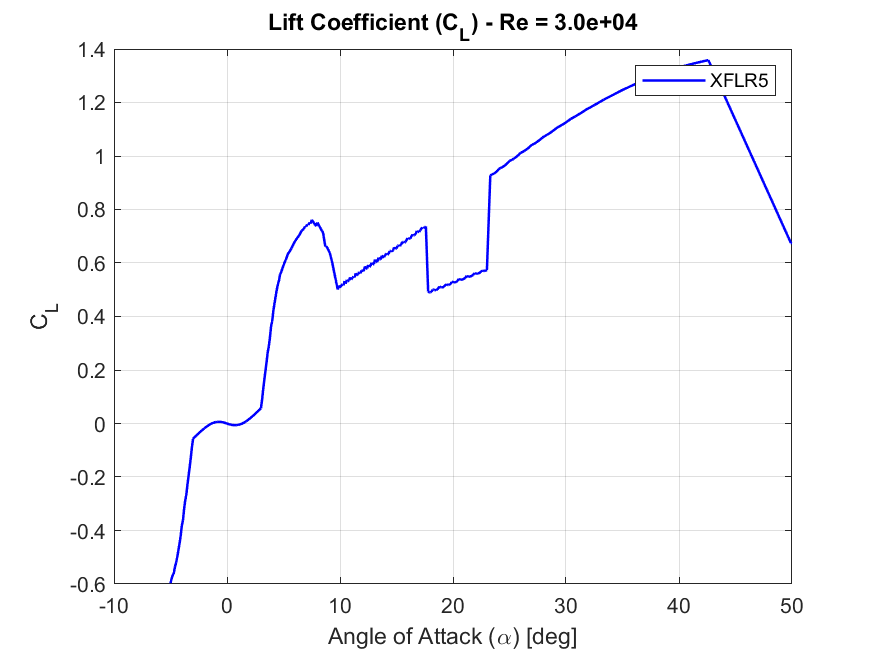 Lift Coefficient (C_L) - Re = 3.0e+04
1.4
XFLR5
1.2
1
0.8
0.6
C_L
0.4
0.2
0
-0.2
-0.4
-0.6
-10 0 10 20 30 40 50
Angle of Attack (α) [deg]